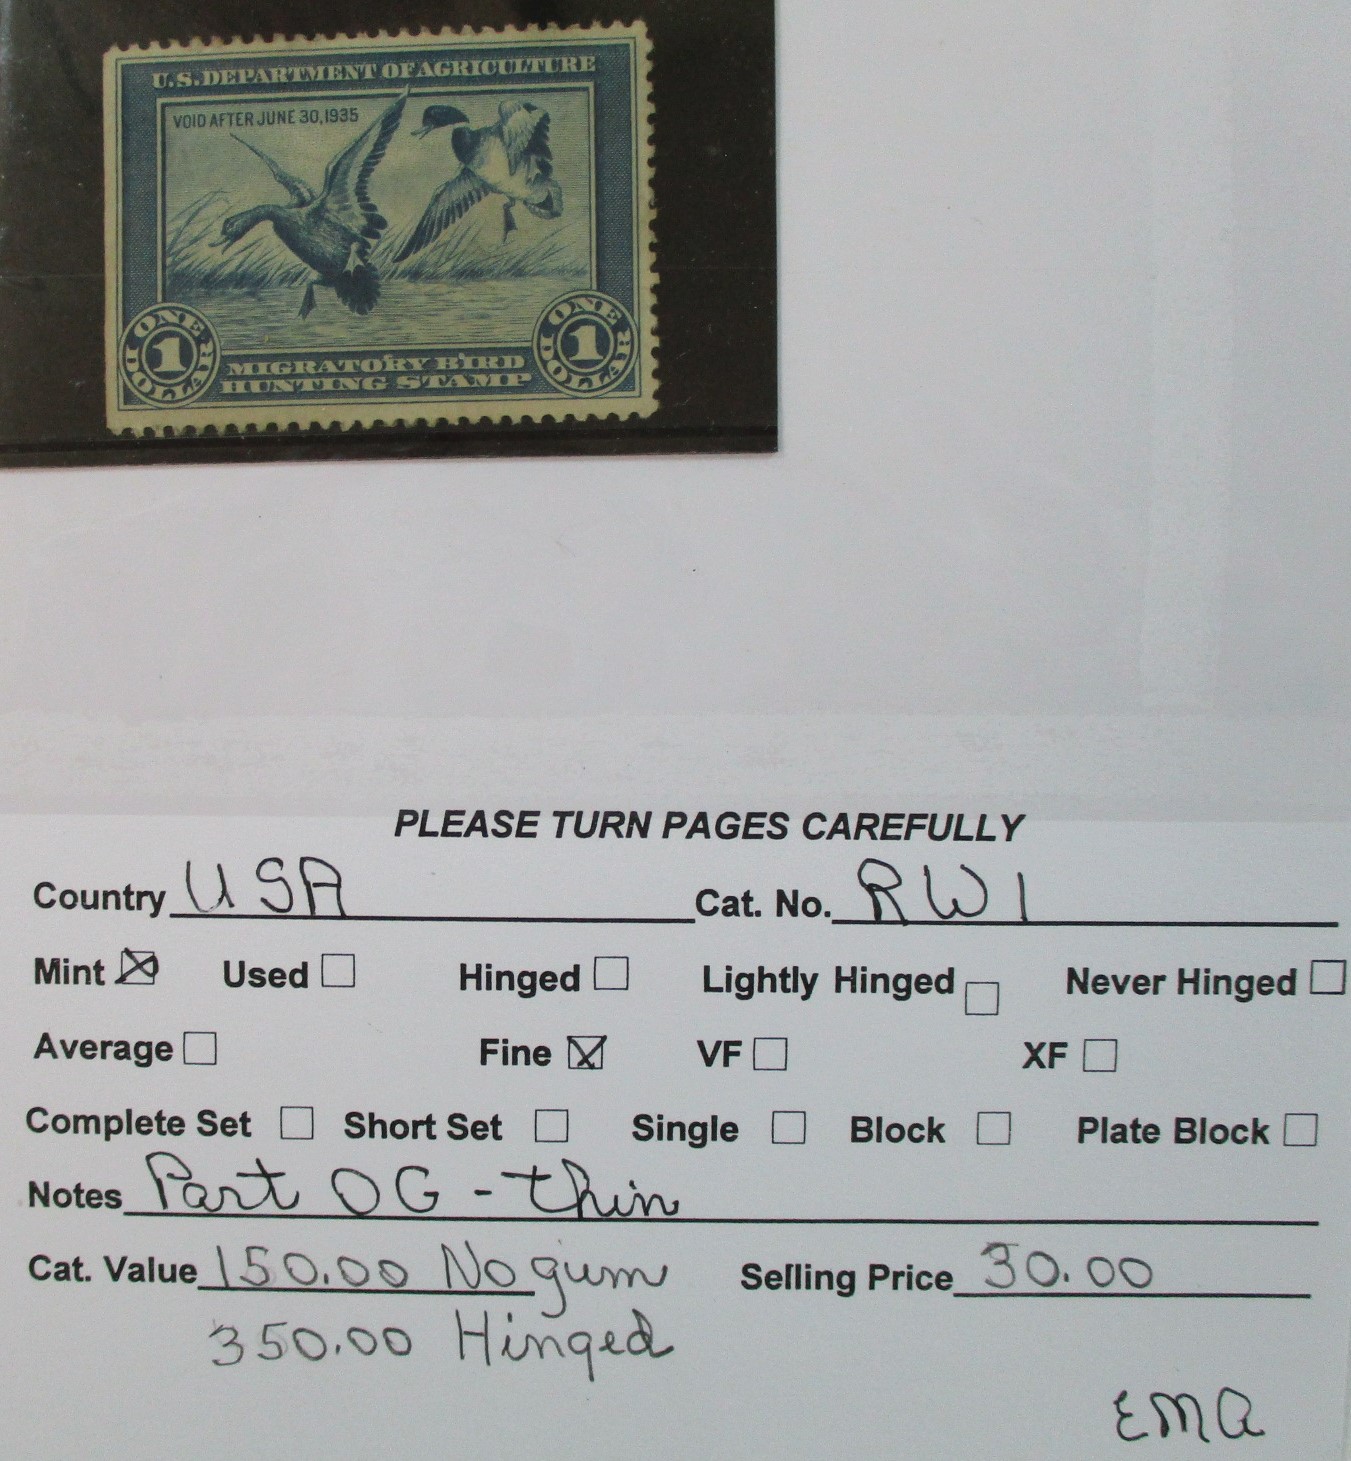 U.S. DEPARTMENT OF AGRICULTURE
VOID AFTER JUNE 30, 1935
ONE 1 DOLLAR
ONE 1 DOLLAR
MIGRATORY BIRD
HUNTING STAMP
PLEASE TURN PAGES CAREFULLY
Country USA Cat. No. RW1
Mint Used Hinged Lightly Hinged Never Hinged
Average Fine VF XF
Complete Set Short Set Single Block Plate Block
Notes Part OG - thin
Cat. Value 150.00 No gum Selling Price 30.00
350.00 Hinged
EMA